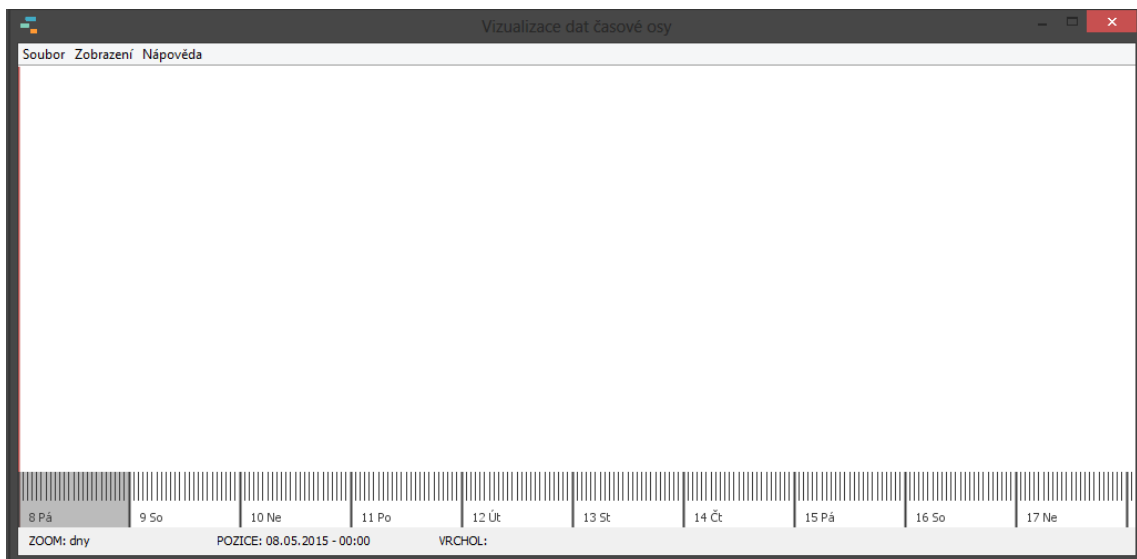 Vizualizace dat časové osy
Soubor Zobrazení Nápověda
8 Pá 9 So 10 Ne 11 Po 12 Út 13 St 14 Čt 15 Pá 16 So 17 Ne
ZOOM: dny POZICE: 08.05.2015 - 00:00 VRCHOL: